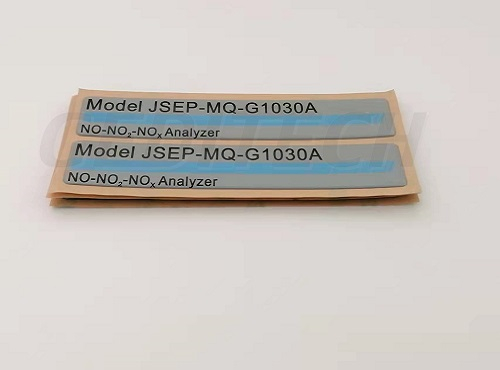 Model JSEP-MQ-G1030A
NO-NO₂-NOₓ Analyzer
Model JSEP-MQ-G1030A
NO-NO₂-NOₓ Analyzer